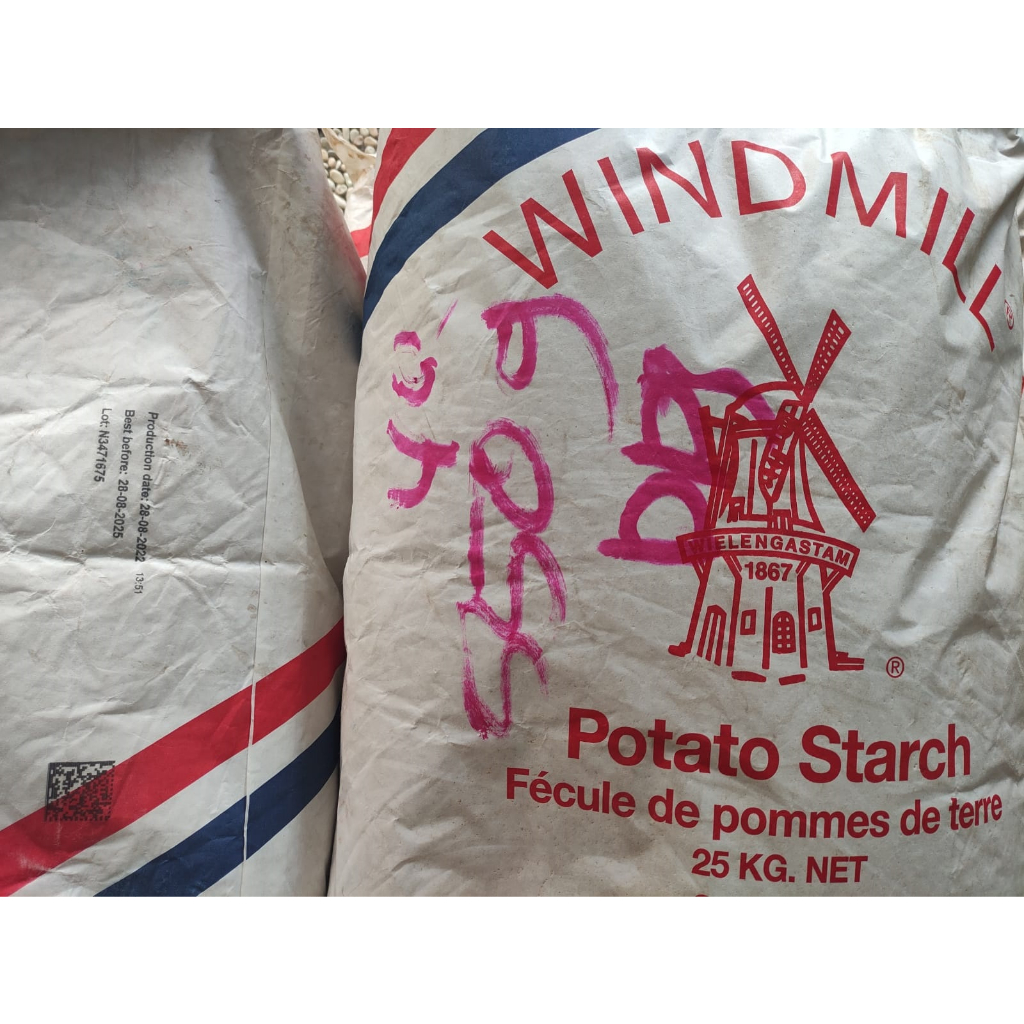 Production date: 28-08-2022 13:51
Best before: 28-08-2025
Lot: N3471675
WINDMILL®
WIELENGASTAM
1867
®
Potato Starch
Fécule de pommes de terre
25 KG. NET